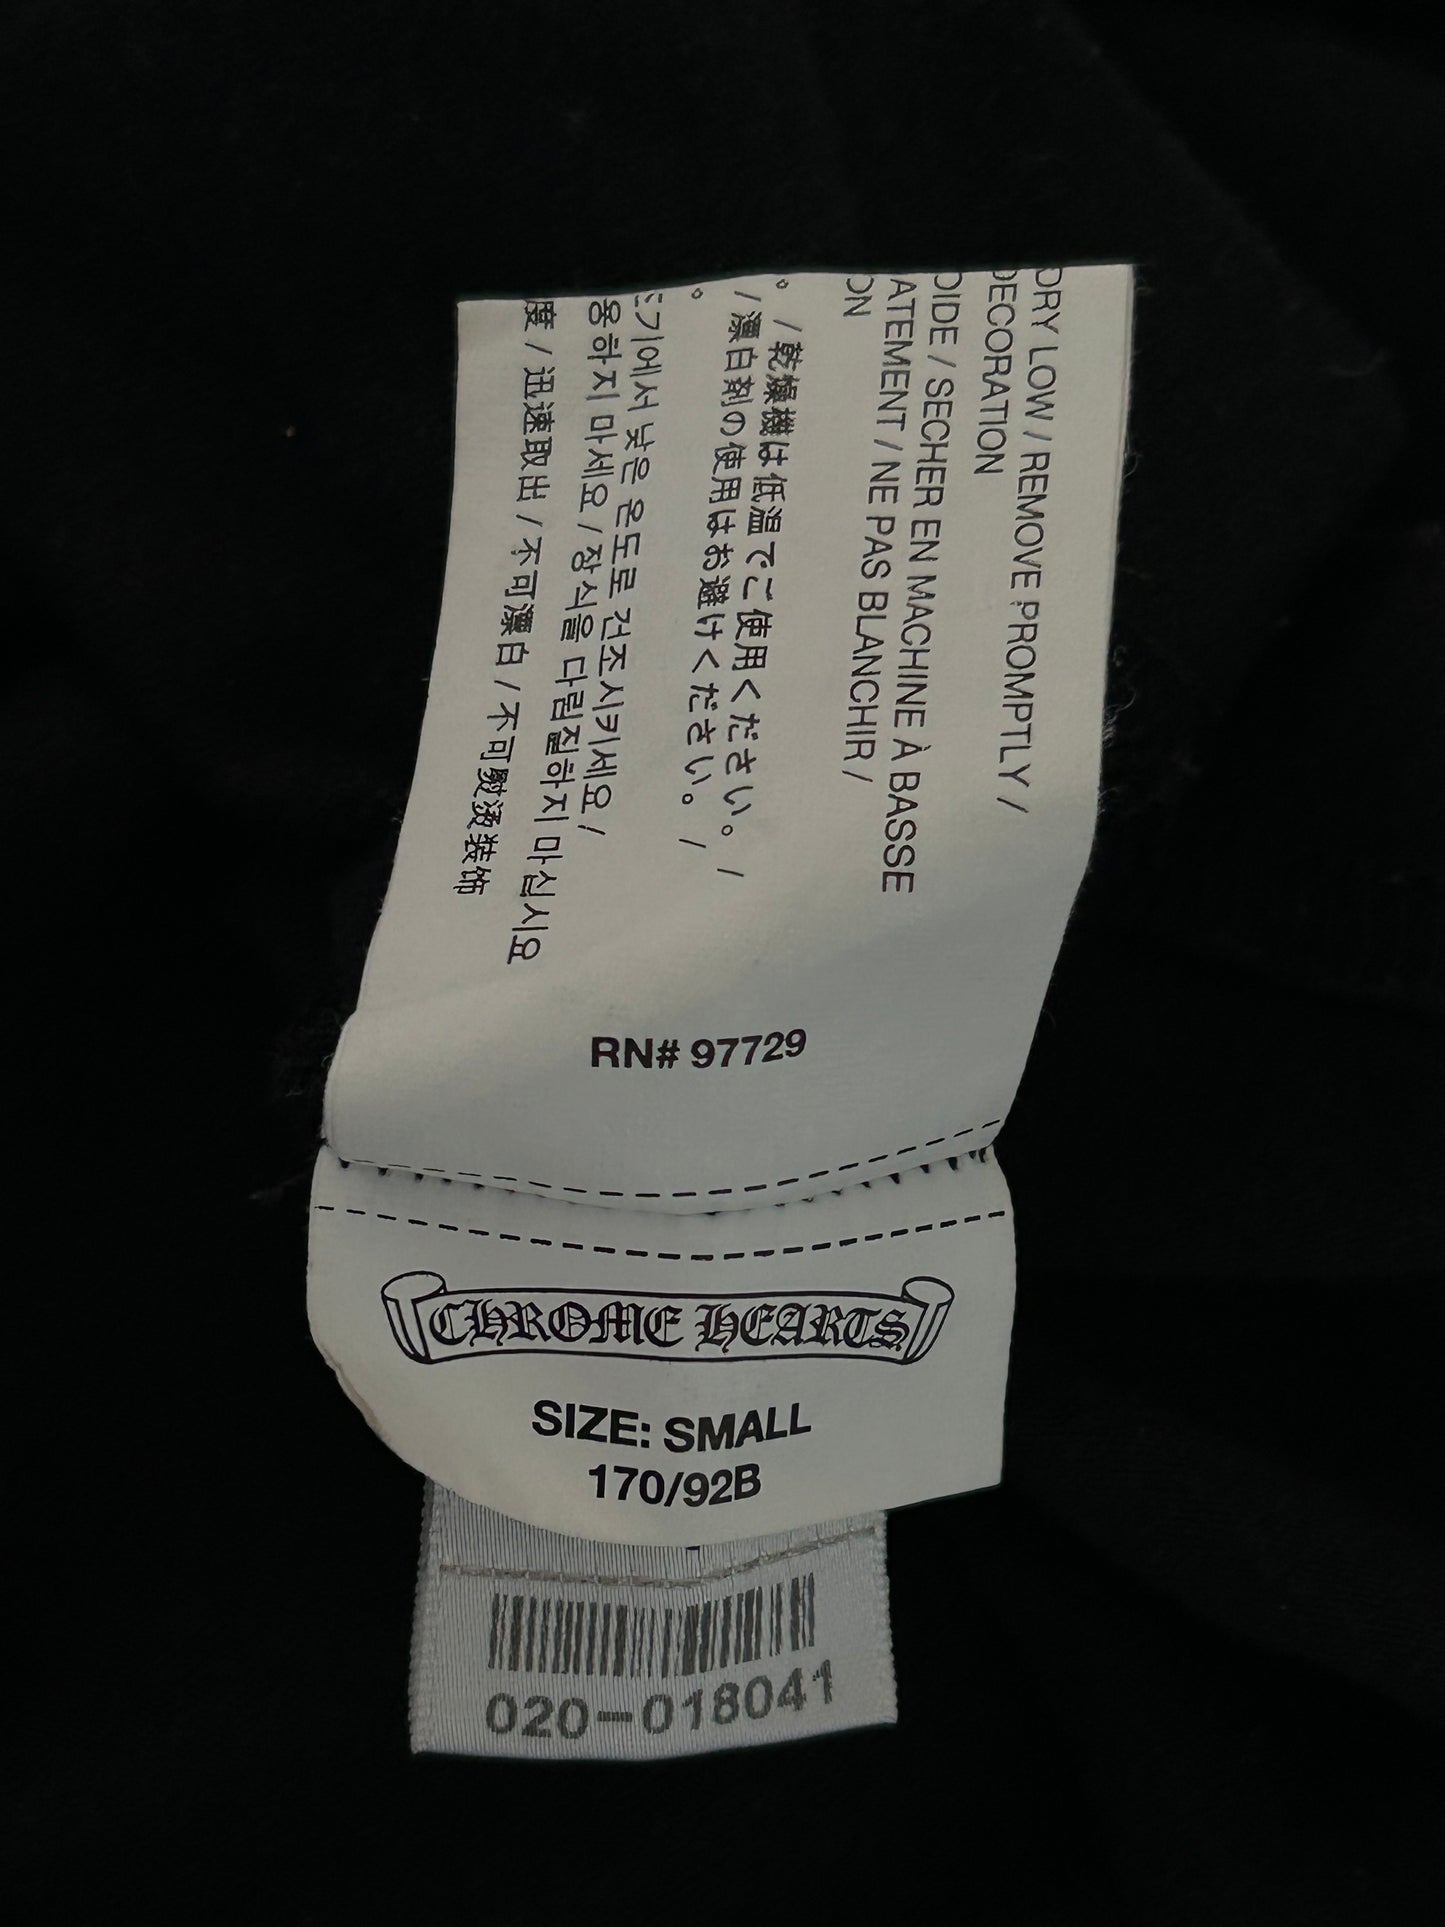 DRY LOW / REMOVE PROMPTLY /
DECORATION
OIDE / SECHER EN MACHINE À BASSE
ATEMENT / NE PAS BLANCHIR /
ON
。 / 乾燥機は低温でご使用ください。 /
/ 漂白剤の使用はお避けください。 /
。
기에서 낮은 온도로 건조시키세요 /
용하지 마세요 / 장식을 다림질하지 마십시요
度 / 迅速取出 / 不可漂白 / 不可熨烫装饰
RN# 97729
CHROME HEARTS
SIZE: SMALL
170/92B
020-018041